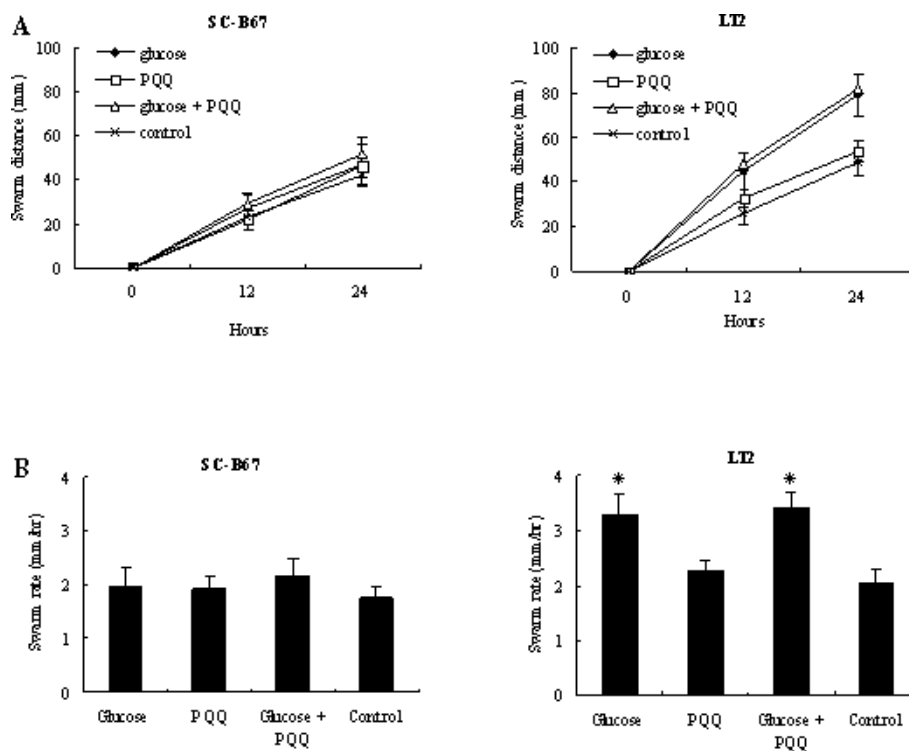 A
SC-B67
100
80
60
40
20
0
Swarm distance (mm)
glucose
PQQ
glucose + PQQ
control
0 12 24
Hours
LT2
100
80
60
40
20
0
Swarm distance (mm)
glucose
PQQ
glucose + PQQ
control
0 12 24
Hours
B
SC-B67
4
3
2
1
0
Swarm rate (mm/hr)
Glucose PQQ Glucose + Control
PQQ
LT2
4
3
2
1
0
Swarm rate (mm/hr)
* *
Glucose PQQ Glucose + Control
PQQ